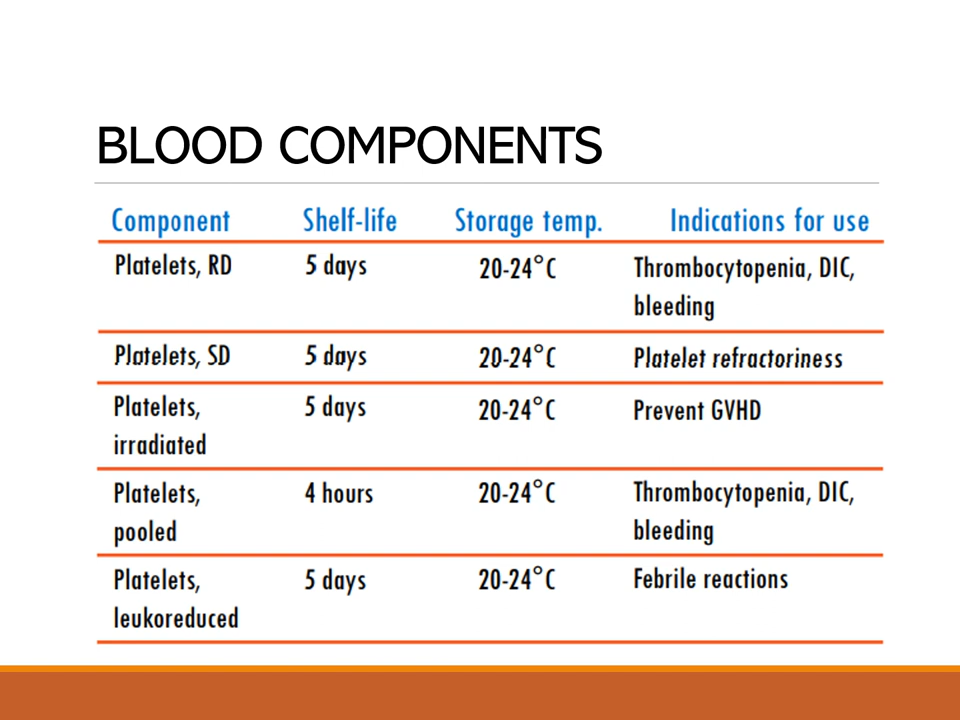 BLOOD COMPONENTS
Component Shelf-life Storage temp. Indications for use
Platelets, RD 5 days 20-24°C Thrombocytopenia, DIC,
bleeding
Platelets, SD 5 days 20-24°C Platelet refractoriness
Platelets, 5 days 20-24°C Prevent GVHD
irradiated
Platelets, 4 hours 20-24°C Thrombocytopenia, DIC,
pooled bleeding
Platelets, 5 days 20-24°C Febrile reactions
leukoreduced